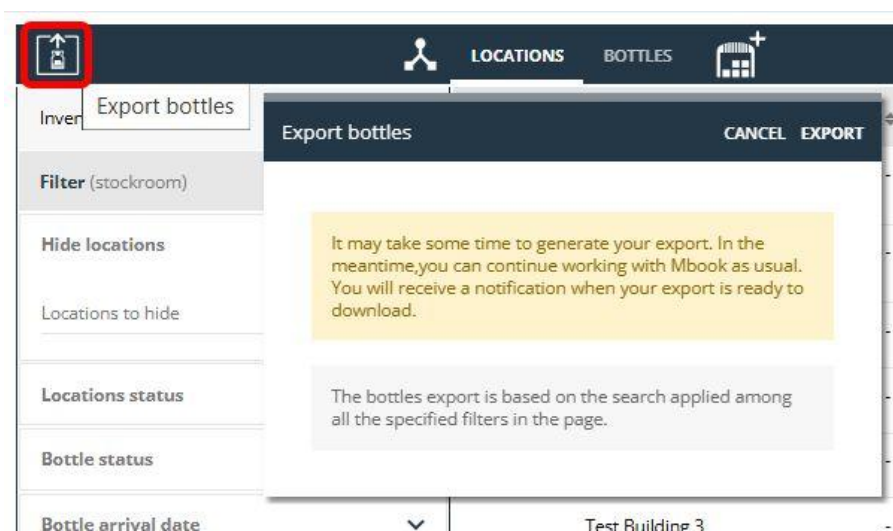 LOCATIONS BOTTLES
Export bottles
Export bottles CANCEL EXPORT
Filter (stockroom)
Hide locations
It may take some time to generate your export. In the
meantime,you can continue working with Mbook as usual.
You will receive a notification when your export is ready to
download.
Locations to hide
The bottles export is based on the search applied among
all the specified filters in the page.
Locations status
Bottle status
Bottle arrival date
Test Building 3